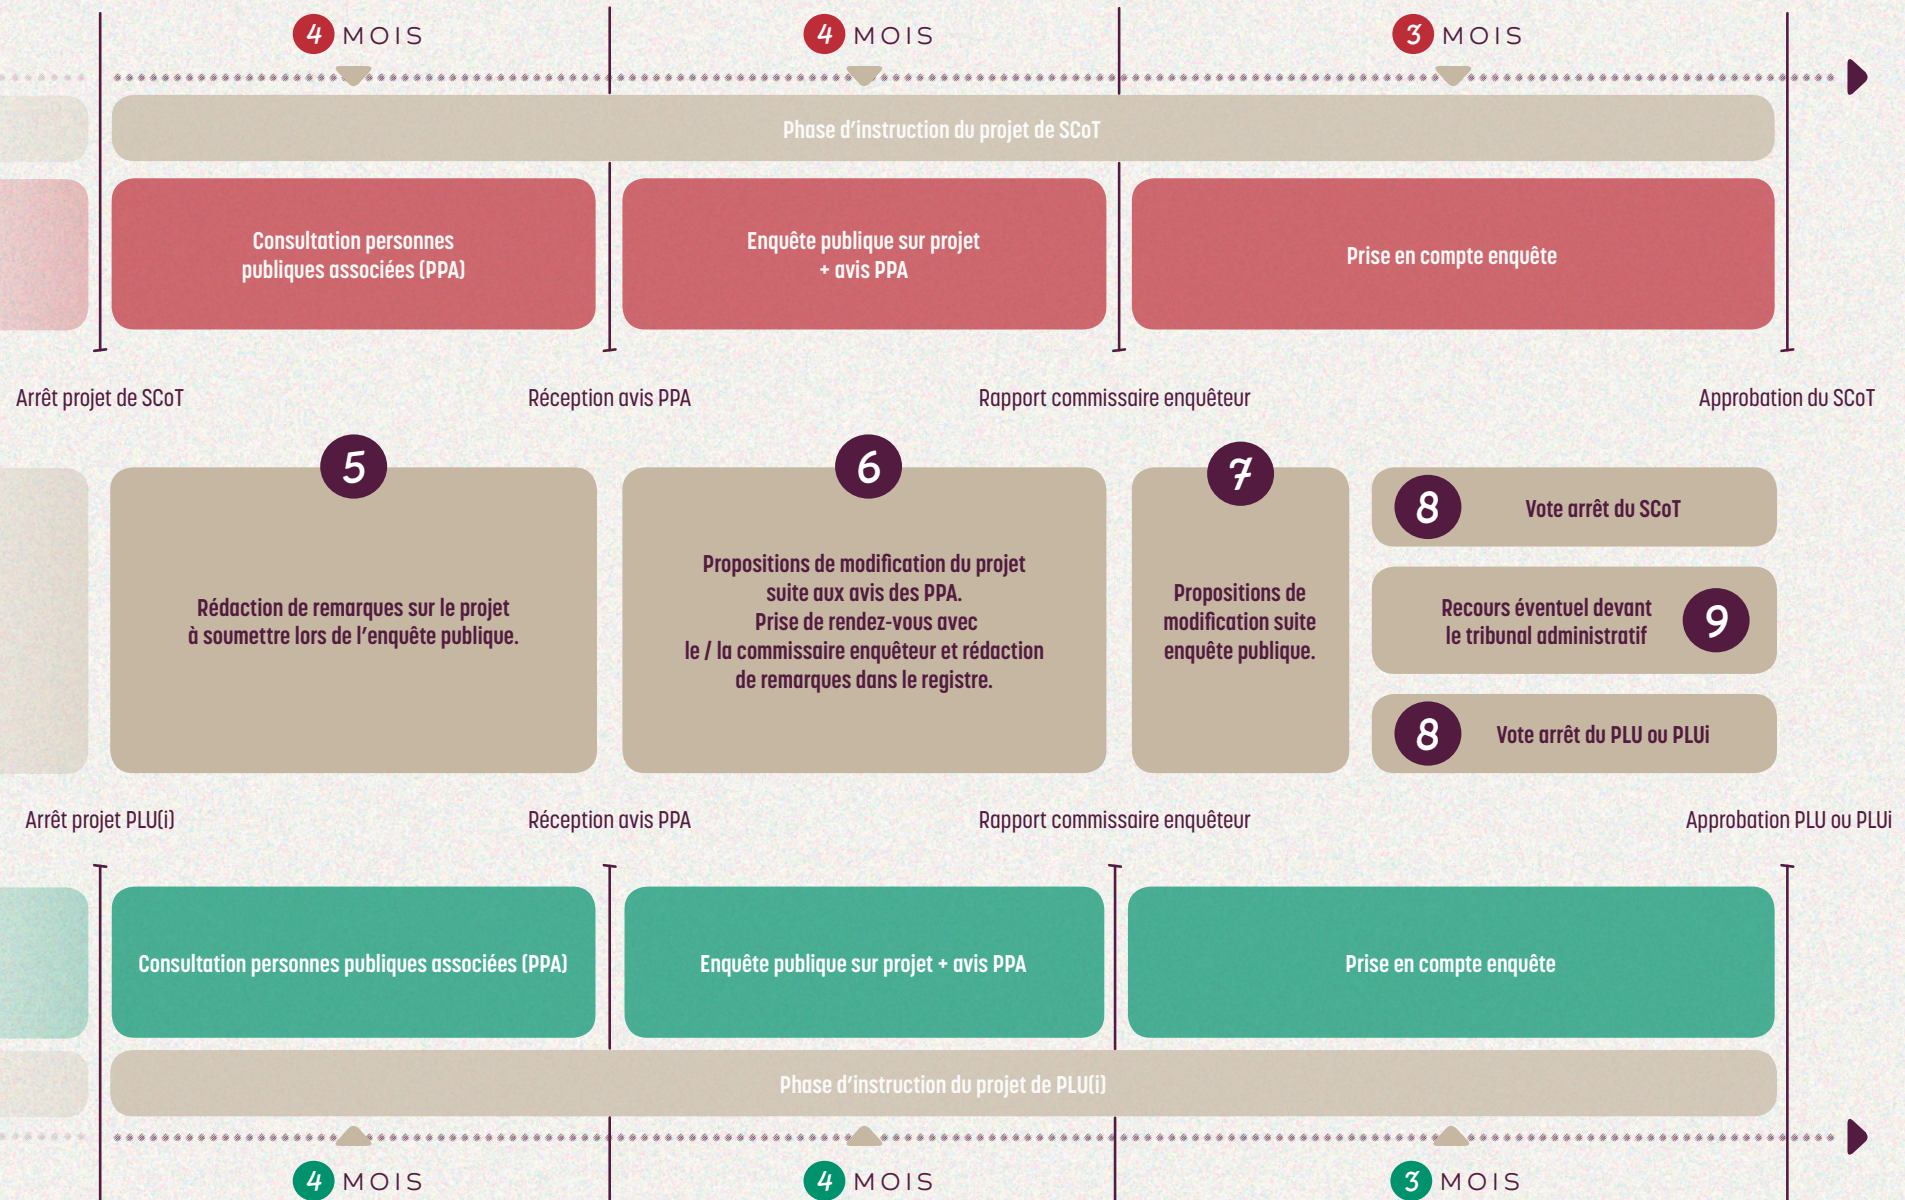 4 MOIS
4 MOIS
3 MOIS
Phase d'instruction du projet de SCoT
Consultation personnes
publiques associées (PPA)
Enquête publique sur projet
+ avis PPA
Prise en compte enquête
Arrêt projet de SCoT
Réception avis PPA
Rapport commissaire enquêteur
Approbation du SCoT
5
Rédaction de remarques sur le projet
à soumettre lors de l'enquête publique.
6
Propositions de modification du projet
suite aux avis des PPA.
Prise de rendez-vous avec
le / la commissaire enquêteur et rédaction
de remarques dans le registre.
7
Propositions de
modification suite
enquête publique.
8 Vote arrêt du SCoT
Recours éventuel devant
le tribunal administratif
9
8 Vote arrêt du PLU ou PLUi
Arrêt projet PLU(i)
Réception avis PPA
Rapport commissaire enquêteur
Approbation PLU ou PLUi
Consultation personnes publiques associées (PPA)
Enquête publique sur projet + avis PPA
Prise en compte enquête
Phase d'instruction du projet de PLU(i)
4 MOIS
4 MOIS
3 MOIS